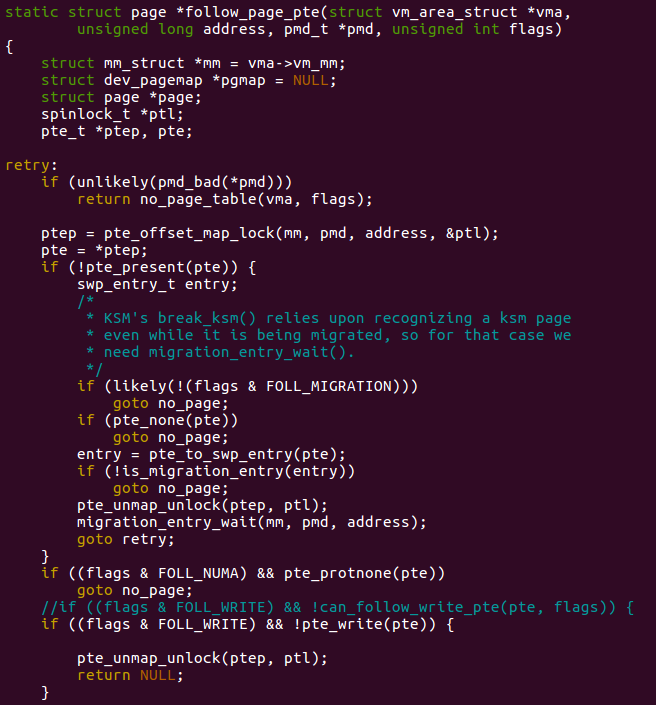 static struct page *follow_page_pte(struct vm_area_struct *vma,
        unsigned long address, pmd_t *pmd, unsigned int flags)
{
    struct mm_struct *mm = vma->vm_mm;
    struct dev_pagemap *pgmap = NULL;
    struct page *page;
    spinlock_t *ptl;
    pte_t *ptep, pte;

retry:
    if (unlikely(pmd_bad(*pmd)))
        return no_page_table(vma, flags);

    ptep = pte_offset_map_lock(mm, pmd, address, &ptl);
    pte = *ptep;
    if (!pte_present(pte)) {
        swp_entry_t entry;
        /*
         * KSM's break_ksm() relies upon recognizing a ksm page
         * even while it is being migrated, so for that case we
         * need migration_entry_wait().
         */
        if (likely(!(flags & FOLL_MIGRATION)))
            goto no_page;
        if (pte_none(pte))
            goto no_page;
        entry = pte_to_swp_entry(pte);
        if (!is_migration_entry(entry))
            goto no_page;
        pte_unmap_unlock(ptep, ptl);
        migration_entry_wait(mm, pmd, address);
        goto retry;
    }
    if ((flags & FOLL_NUMA) && pte_protnone(pte))
        goto no_page;
    //if ((flags & FOLL_WRITE) && !can_follow_write_pte(pte, flags)) {
    if ((flags & FOLL_WRITE) && !pte_write(pte)) {

        pte_unmap_unlock(ptep, ptl);
        return NULL;
    }